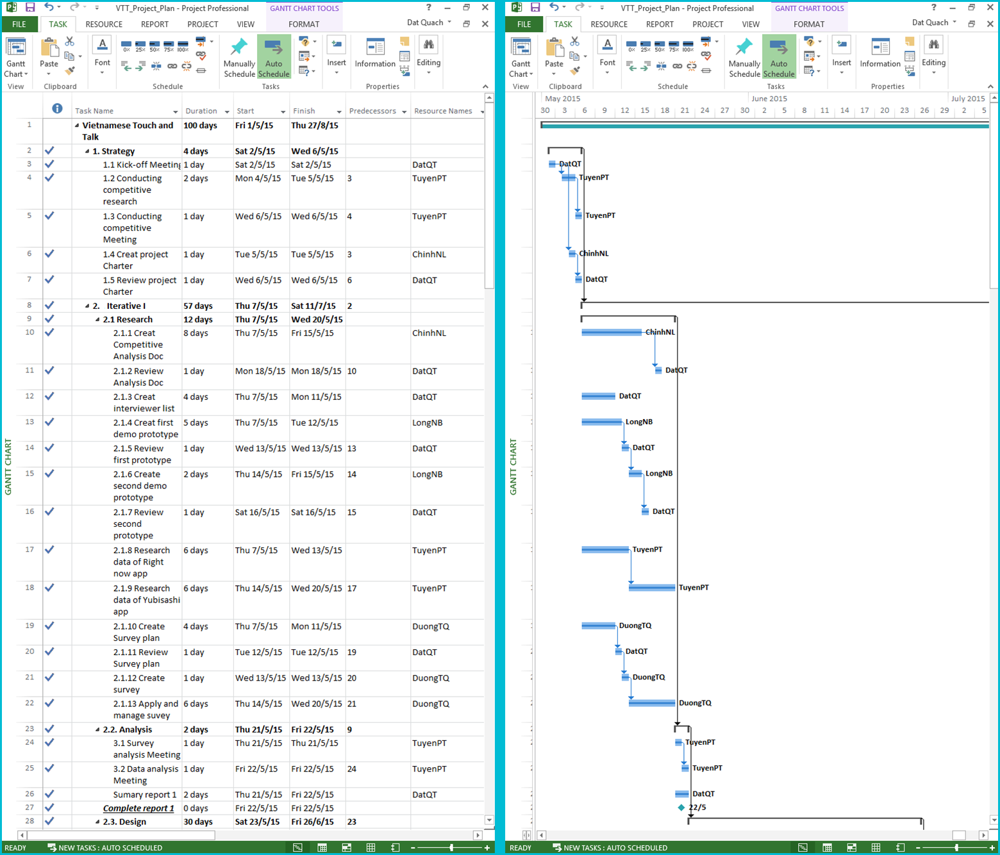 VTT_Project_Plan - Project Professional
GANTT CHART TOOLS
FILE TASK RESOURCE REPORT PROJECT VIEW FORMAT
Dat Quach
Gantt Chart
Paste
Font
0% 25% 50% 75% 100%
Manually Schedule
Auto Schedule
Insert
Information
Editing
View Clipboard Schedule Tasks Properties
Task Name Duration Start Finish Predecessors Resource Names
1 Vietnamese Touch and Talk 100 days Fri 1/5/15 Thu 27/8/15
2 1. Strategy 4 days Sat 2/5/15 Wed 6/5/15
3 1.1 Kick-off Meeting 1 day Sat 2/5/15 Sat 2/5/15 DatQT
4 1.2 Conducting competitive research 2 days Mon 4/5/15 Tue 5/5/15 3 TuyenPT
5 1.3 Conducting competitive Meeting 1 day Wed 6/5/15 Wed 6/5/15 4 TuyenPT
6 1.4 Creat project Charter 1 day Tue 5/5/15 Tue 5/5/15 3 ChinhNL
7 1.5 Review project Charter 1 day Wed 6/5/15 Wed 6/5/15 6 DatQT
8 2. Iterative I 57 days Thu 7/5/15 Sat 11/7/15 2
9 2.1 Research 12 days Thu 7/5/15 Wed 20/5/15
10 2.1.1 Creat Competitive Analysis Doc 8 days Thu 7/5/15 Fri 15/5/15 ChinhNL
11 2.1.2 Review Analysis Doc 1 day Mon 18/5/15 Mon 18/5/15 10 DatQT
12 2.1.3 Creat interviewer list 4 days Thu 7/5/15 Mon 11/5/15 DatQT
13 2.1.4 Creat first demo prototype 5 days Thu 7/5/15 Tue 12/5/15 LongNB
14 2.1.5 Review first prototype 1 day Wed 13/5/15 Wed 13/5/15 13 DatQT
15 2.1.6 Create second demo prototype 2 days Thu 14/5/15 Fri 15/5/15 14 LongNB
16 2.1.7 Review second prototype 1 day Sat 16/5/15 Sat 16/5/15 15 DatQT
17 2.1.8 Research data of Right now app 6 days Thu 7/5/15 Wed 13/5/15 TuyenPT
18 2.1.9 Research data of Yubisashi app 6 days Thu 14/5/15 Wed 20/5/15 17 TuyenPT
19 2.1.10 Create Survey plan 4 days Thu 7/5/15 Mon 11/5/15 DuongTQ
20 2.1.11 Review Survey plan 1 day Tue 12/5/15 Tue 12/5/15 19 DatQT
21 2.1.12 Create survey 1 day Wed 13/5/15 Wed 13/5/15 20 DuongTQ
22 2.1.13 Apply and manage suvey 6 days Thu 14/5/15 Wed 20/5/15 21 DuongTQ
23 2.2. Analysis 2 days Thu 21/5/15 Fri 22/5/15 9
24 3.1 Survey analysis Meeting 1 day Thu 21/5/15 Thu 21/5/15 TuyenPT
25 3.2 Data analysis Meeting 1 day Fri 22/5/15 Fri 22/5/15 24 TuyenPT
26 Sumary report 1 2 days Thu 21/5/15 Fri 22/5/15 DatQT
27 Complete report 1 0 days Fri 22/5/15 Fri 22/5/15
28 2.3. Design 30 days Sat 23/5/15 Fri 26/6/15 23
GANTT CHART
READY NEW TASKS : AUTO SCHEDULED
VTT_Project_Plan - Project Professional
GANTT CHART TOOLS
FILE TASK RESOURCE REPORT PROJECT VIEW FORMAT
Dat Quach
Gantt Chart
Paste
Font
0% 25% 50% 75% 100%
Manually Schedule
Auto Schedule
Insert
Information
Editing
View Clipboard Schedule Tasks Properties
May 2015 June 2015 July 2015
30 3 6 9 12 15 18 21 24 27 30 2 5 8 11 14 17 20 23 26 29 2 5
DatQT
TuyenPT
TuyenPT
ChinhNL
DatQT
ChinhNL
DatQT
DatQT
LongNB
DatQT
LongNB
DatQT
TuyenPT
TuyenPT
DuongTQ
DatQT
DuongTQ
DuongTQ
TuyenPT
TuyenPT
DatQT
22/5
GANTT CHART
READY NEW TASKS : AUTO SCHEDULED